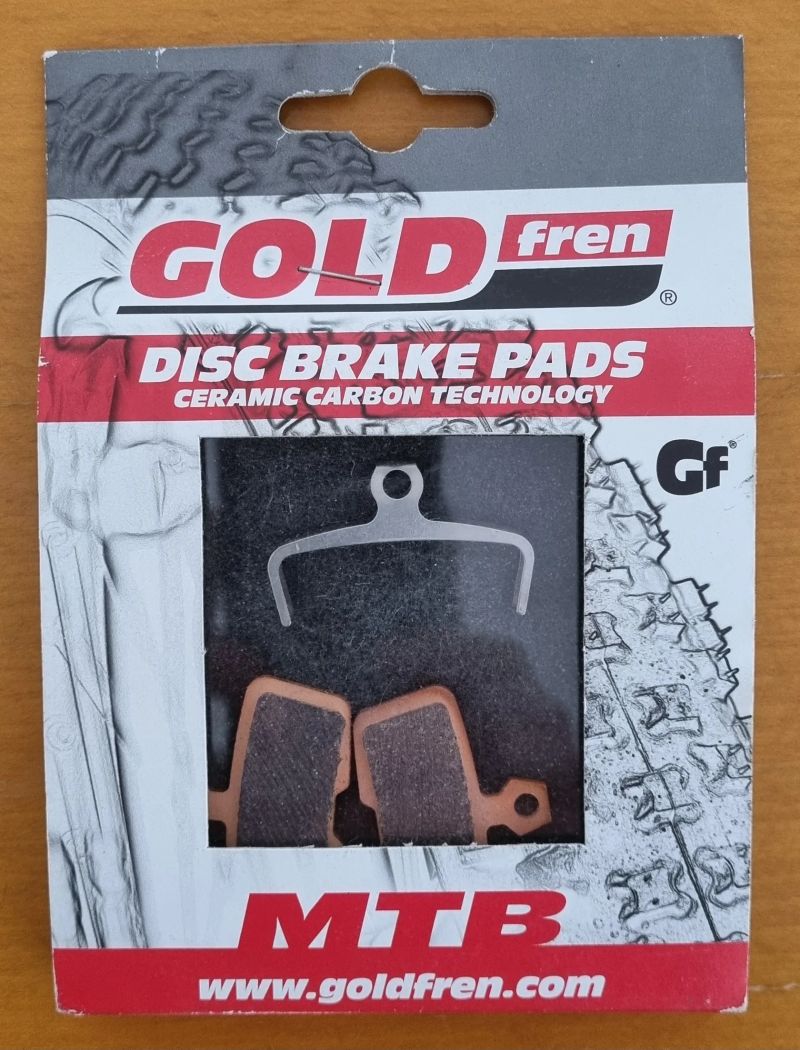 GOLD fren ®
DISC BRAKE PADS
CERAMIC CARBON TECHNOLOGY
Gf®
MTB
www.goldfren.com